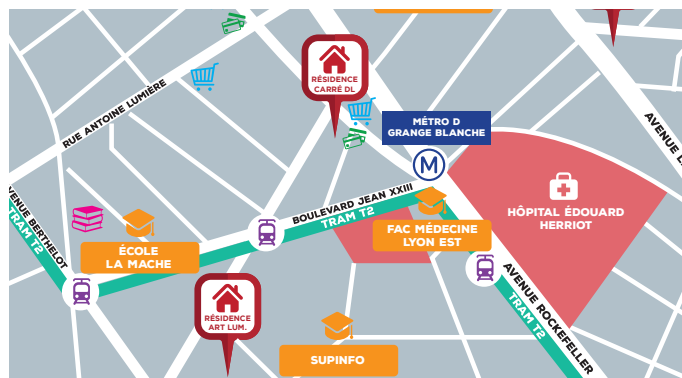 RÉSIDENCE
CARRÉ DL
RUE ANTOINE LUMIÈRE
MÉTRO D
GRANGE BLANCHE
M
AVENUE
BOULEVARD JEAN XXIII
TRAM T2
HÔPITAL ÉDOUARD
HERRIOT
AVENUE BERTHELOT
TRAM T2
ÉCOLE
LA MACHE
FAC MÉDECINE
LYON EST
AVENUE ROCKEFELLER
TRAM T2
RÉSIDENCE
ART LUM.
SUPINFO